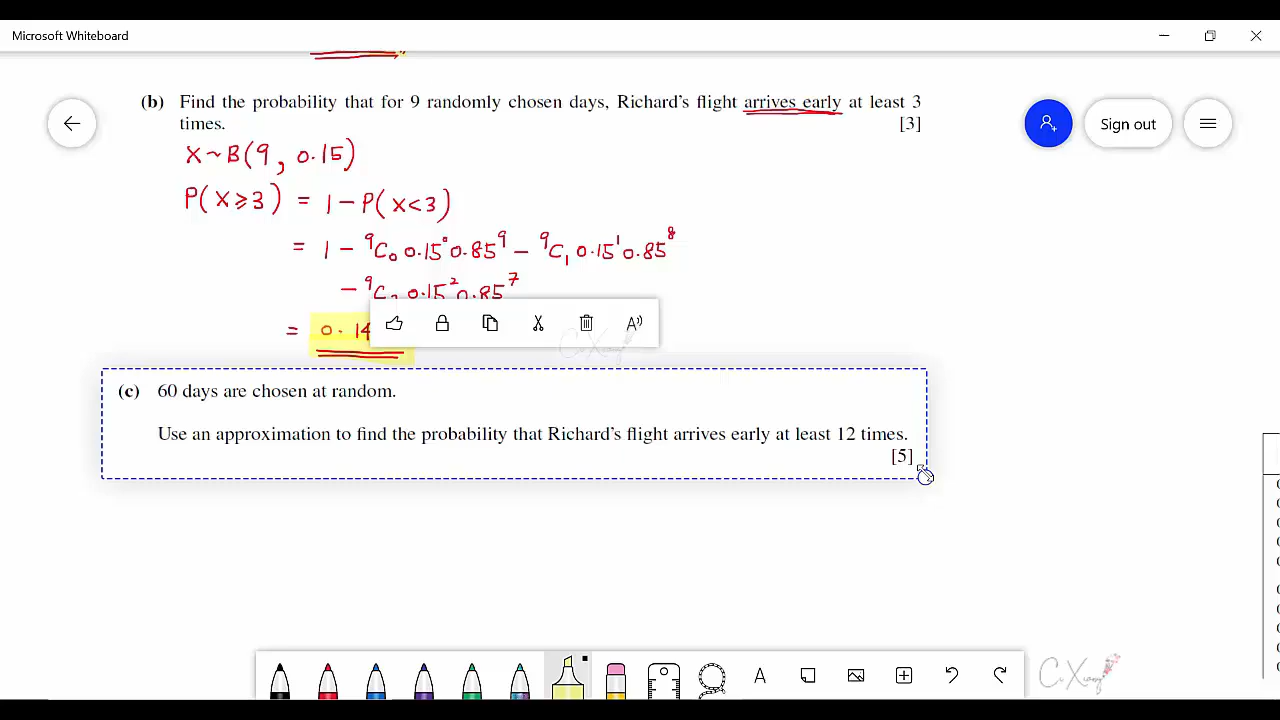 Microsoft Whiteboard
(b) Find the probability that for 9 randomly chosen days, Richard's flight arrives early at least 3
times. [3]
Sign out
X~B(9, 0.15)
P(X≥3) = 1-P(X<3)
= 1 - ⁹C₀ 0.15⁰ 0.85⁹ - ⁹C₁ 0.15¹ 0.85⁸
- ⁹C₂ 0.15² 0.85⁷
= 0.14
(c) 60 days are chosen at random.
Use an approximation to find the probability that Richard's flight arrives early at least 12 times.
[5]